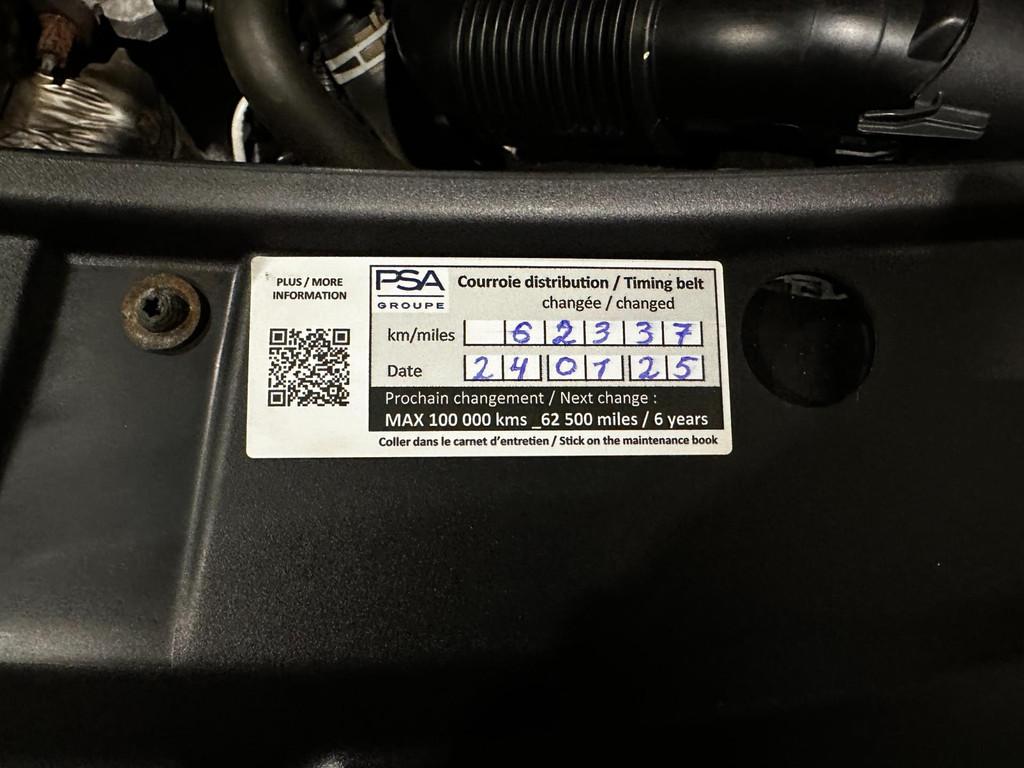 PLUS / MORE
INFORMATION
PSA
GROUPE
Courroie distribution / Timing belt
changée / changed
km/miles 62337
Date 240125
Prochain changement / Next change :
MAX 100 000 kms _62 500 miles / 6 years
Coller dans le carnet d'entretien / Stick on the maintenance book